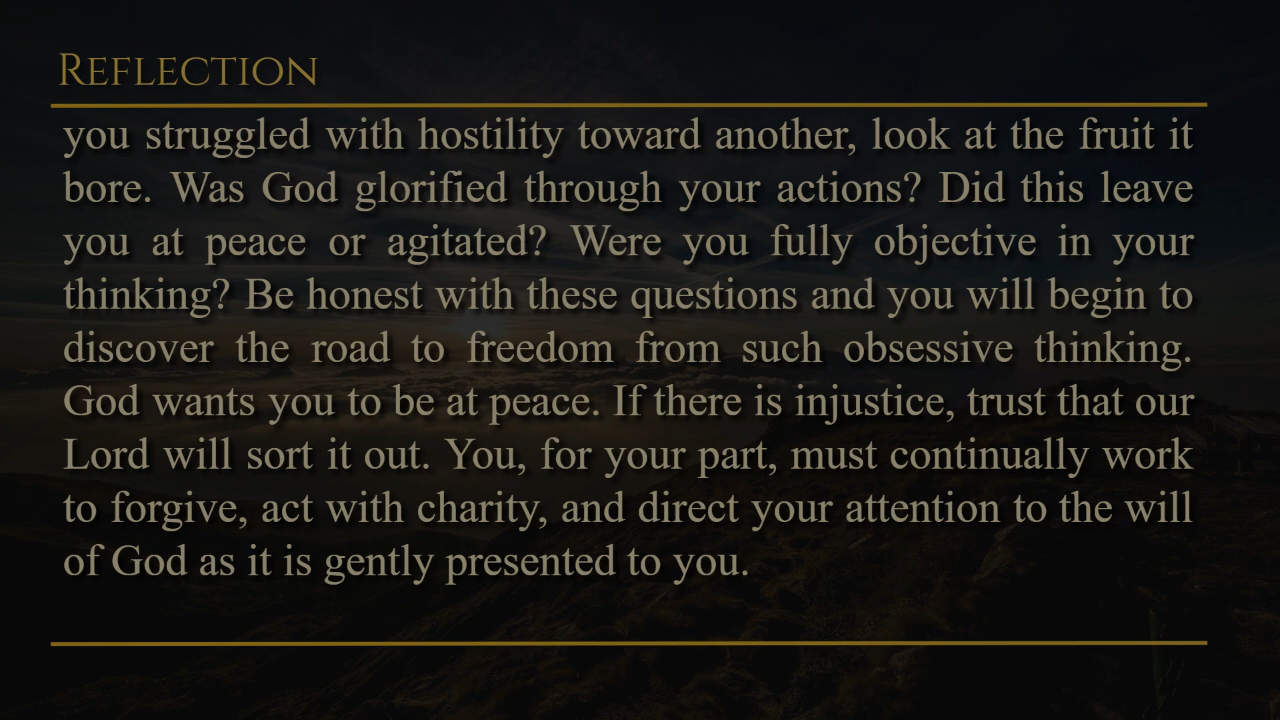 Reflection
you struggled with hostility toward another, look at the fruit it
bore. Was God glorified through your actions? Did this leave
you at peace or agitated? Were you fully objective in your
thinking? Be honest with these questions and you will begin to
discover the road to freedom from such obsessive thinking.
God wants you to be at peace. If there is injustice, trust that our
Lord will sort it out. You, for your part, must continually work
to forgive, act with charity, and direct your attention to the will
of God as it is gently presented to you.